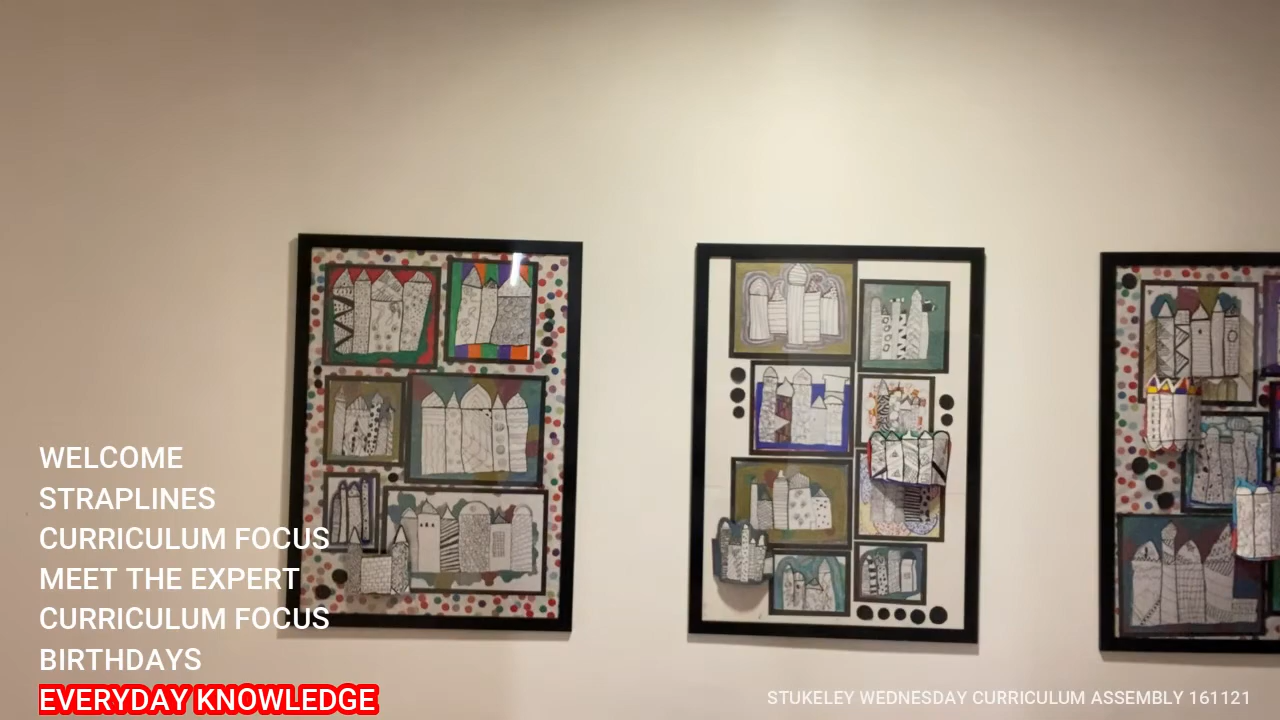 WELCOME
STRAPLINES
CURRICULUM FOCUS
MEET THE EXPERT
CURRICULUM FOCUS
BIRTHDAYS
EVERYDAY KNOWLEDGE
STUKELEY WEDNESDAY CURRICULUM ASSEMBLY 161121